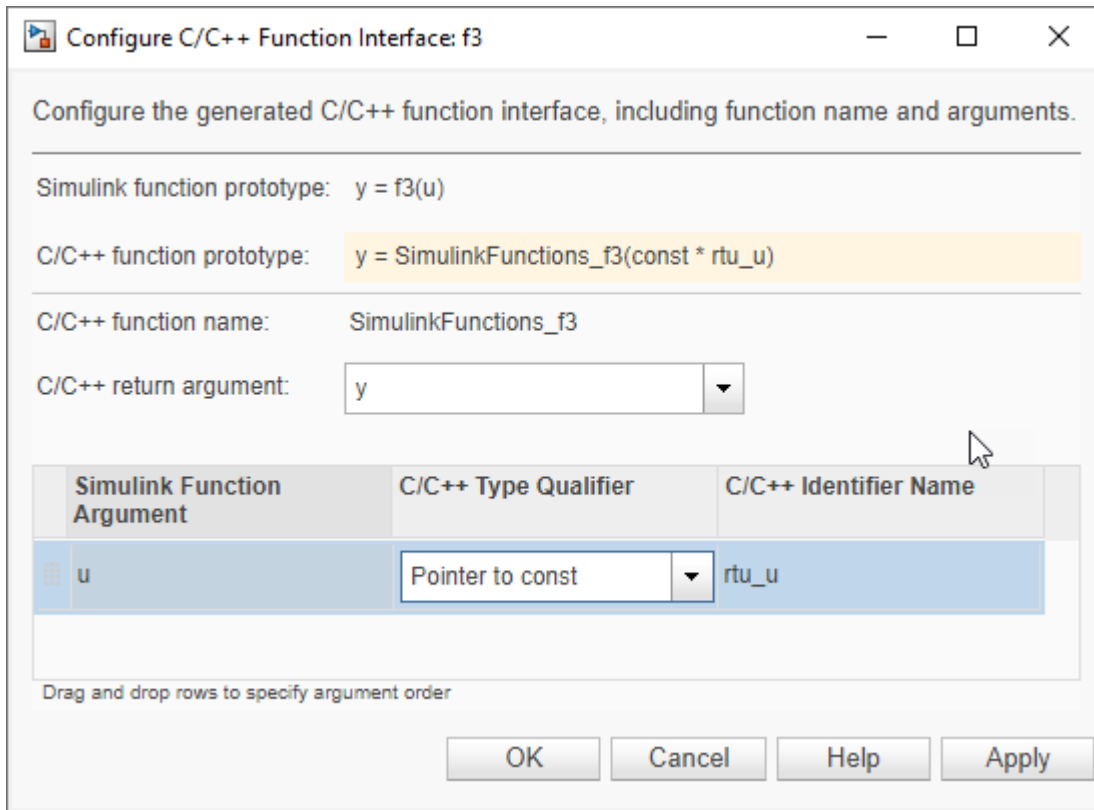 Configure C/C++ Function Interface: f3
Configure the generated C/C++ function interface, including function name and arguments.
Simulink function prototype: y = f3(u)
C/C++ function prototype: y = SimulinkFunctions_f3(const * rtu_u)
C/C++ function name: SimulinkFunctions_f3
C/C++ return argument: y
Simulink Function C/C++ Type Qualifier C/C++ Identifier Name
Argument
u Pointer to const rtu_u
Drag and drop rows to specify argument order
OK Cancel Help Apply